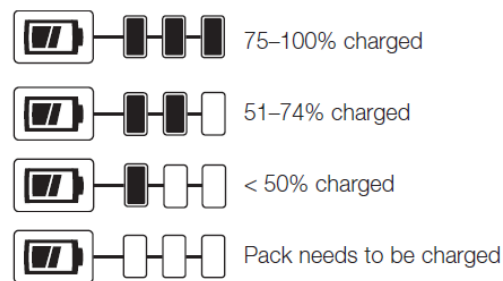 75–100% charged
51–74% charged
< 50% charged
Pack needs to be charged